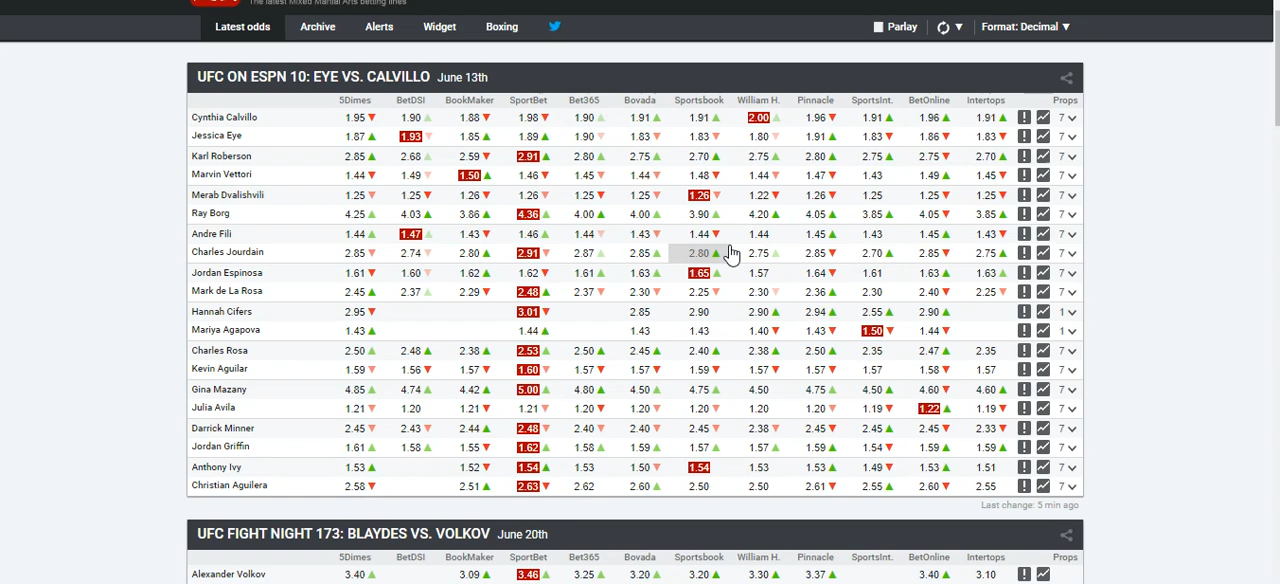 The latest Mixed Martial Arts betting lines
Latest odds Archive Alerts Widget Boxing Parlay Format: Decimal ▼
UFC ON ESPN 10: EYE VS. CALVILLO June 13th
5Dimes BetDSI BookMaker SportBet Bet365 Bovada Sportsbook William H. Pinnacle SportsInt. BetOnline Intertops Props
Cynthia Calvillo 1.95 1.90 1.88 1.98 1.90 1.91 1.91 2.00 1.96 1.91 1.96 1.91 7
Jessica Eye 1.87 1.93 1.85 1.89 1.90 1.83 1.83 1.80 1.91 1.83 1.86 1.83 7
Karl Roberson 2.85 2.68 2.59 2.91 2.80 2.75 2.70 2.75 2.80 2.75 2.75 2.70 7
Marvin Vettori 1.44 1.49 1.50 1.46 1.45 1.44 1.48 1.44 1.47 1.43 1.49 1.45 7
Merab Dvalishvili 1.25 1.25 1.26 1.26 1.25 1.25 1.26 1.22 1.26 1.25 1.25 1.25 7
Ray Borg 4.25 4.03 3.86 4.36 4.00 4.00 3.90 4.20 4.05 3.85 4.05 3.85 7
Andre Fili 1.44 1.47 1.43 1.46 1.44 1.43 1.44 1.44 1.45 1.43 1.45 1.43 7
Charles Jourdain 2.85 2.74 2.80 2.91 2.87 2.85 2.80 2.75 2.85 2.70 2.85 2.75 7
Jordan Espinosa 1.61 1.60 1.62 1.62 1.61 1.63 1.65 1.57 1.64 1.61 1.63 1.63 7
Mark de La Rosa 2.45 2.37 2.29 2.48 2.37 2.30 2.25 2.30 2.36 2.30 2.40 2.25 7
Hannah Cifers 2.95 3.01 2.85 2.90 2.90 2.94 2.55 2.90 1
Mariya Agapova 1.43 1.44 1.43 1.43 1.40 1.43 1.50 1.44 1
Charles Rosa 2.50 2.48 2.38 2.53 2.50 2.45 2.40 2.38 2.50 2.35 2.47 2.35 7
Kevin Aguilar 1.59 1.56 1.57 1.60 1.57 1.57 1.59 1.57 1.57 1.57 1.58 1.57 7
Gina Mazany 4.85 4.74 4.42 5.00 4.80 4.50 4.75 4.50 4.75 4.50 4.60 4.60 7
Julia Avila 1.21 1.20 1.21 1.21 1.20 1.20 1.20 1.20 1.20 1.19 1.22 1.19 7
Darrick Minner 2.45 2.43 2.44 2.48 2.40 2.40 2.45 2.38 2.45 2.45 2.45 2.33 7
Jordan Griffin 1.61 1.58 1.55 1.62 1.58 1.59 1.57 1.57 1.59 1.54 1.59 1.59 7
Anthony Ivy 1.53 1.52 1.54 1.53 1.50 1.54 1.53 1.53 1.49 1.53 1.51 7
Christian Aguilera 2.58 2.51 2.63 2.62 2.60 2.50 2.50 2.61 2.55 2.60 2.55 7
Last change: 5 min ago
UFC FIGHT NIGHT 173: BLAYDES VS. VOLKOV June 20th
5Dimes BetDSI BookMaker SportBet Bet365 Bovada Sportsbook William H. Pinnacle SportsInt. BetOnline Intertops Props
Alexander Volkov 3.40 3.09 3.46 3.25 3.20 3.20 3.30 3.37 3.40 3.10